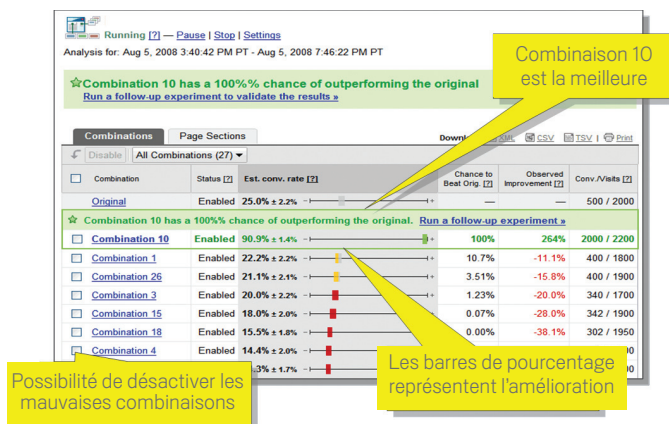 Running [?] — Pause | Stop | Settings
Analysis for: Aug 5, 2008 3:40:42 PM PT - Aug 5, 2008 7:46:22 PM PT
Combinaison 10
est la meilleure
Combination 10 has a 100%% chance of outperforming the original
Run a follow-up experiment to validate the results »
Combinations Page Sections XML CSV TSV | Print
Disable All Combinations (27)
Combination Status [?] Est. conv. rate [?] Chance to Beat Orig. [?] Observed Improvement [?] Conv./Visits [?]
Original Enabled 25.0% ± 2.2% — — 500 / 2000
Combination 10 has a 100%% chance of outperforming the original. Run a follow-up experiment »
Combination 10 Enabled 90.9% ± 1.4% 100% 264% 2000 / 2200
Combination 1 Enabled 22.2% ± 2.2% 10.7% -11.1% 400 / 1800
Combination 26 Enabled 21.1% ± 2.1% 3.51% -15.8% 400 / 1900
Combination 3 Enabled 20.0% ± 2.2% 1.23% -20.0% 340 / 1700
Combination 15 Enabled 18.0% ± 2.0% 0.07% -28.0% 342 / 1900
Combination 18 Enabled 15.5% ± 1.8% 0.00% -38.1% 302 / 1950
Combination 4 Enabled 14.4% ± 2.0%
± 1.7%
Les barres de pourcentage
représentent l'amélioration
Possibilité de désactiver les
mauvaises combinaisons